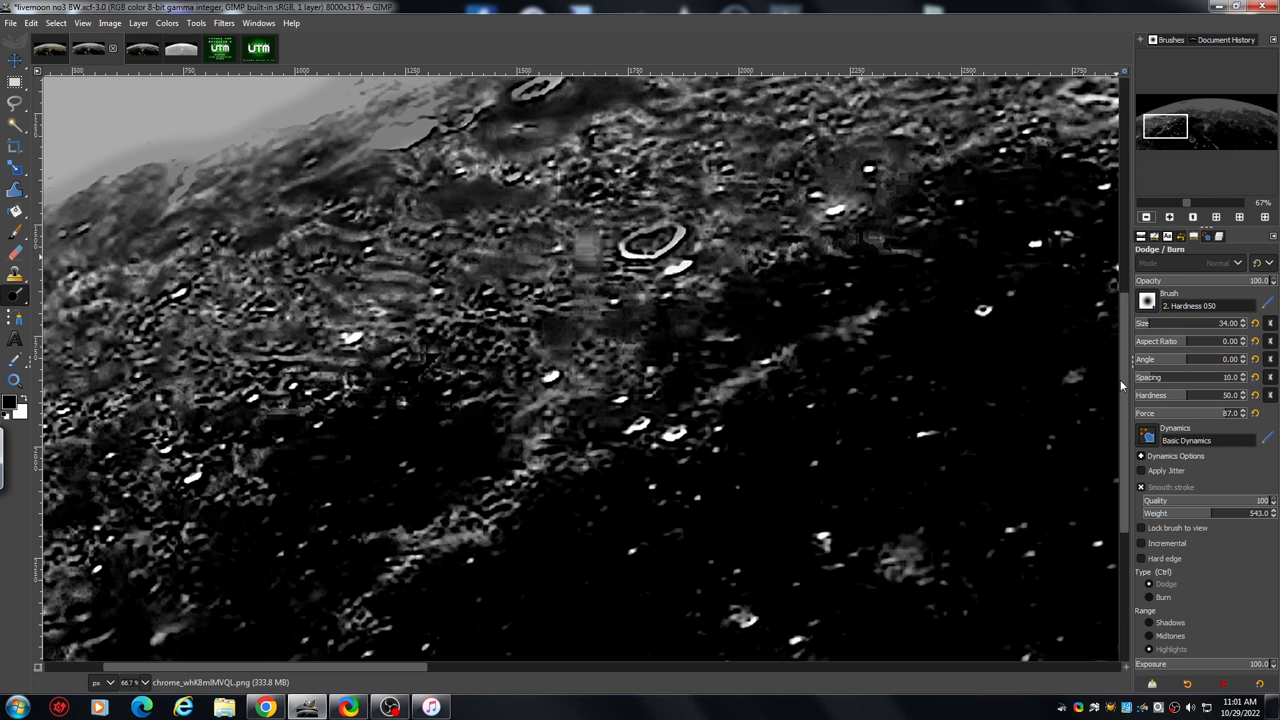 *livemoon no3 BW.xcf-3.0 (RGB color 8-bit gamma integer, GIMP built-in sRGB, 1 layer) 8000x3176 – GIMP
File Edit Select View Image Layer Colors Tools Filters Windows Help
UTM
UTM
Brushes
Document History
500 750 1000 1250 1500 1750 2000 2250 2500 2750
67%
Dodge / Burn
Mode Normal
Opacity 100.0
Brush
2. Hardness 050
Size 34.00
Aspect Ratio 0.00
Angle 0.00
Spacing 10.0
Hardness 50.0
Force 87.0
Dynamics
Basic Dynamics
Dynamics Options
Apply Jitter
Smooth stroke
Quality 100
Weight 543.0
Lock brush to view
Incremental
Hard edge
Type (Ctrl)
Dodge
Burn
Range
Shadows
Midtones
Highlights
Exposure 100.0
px 66.7 % chrome_whK8mIMVQL.png (333.8 MB)
11:01 AM
10/29/2022